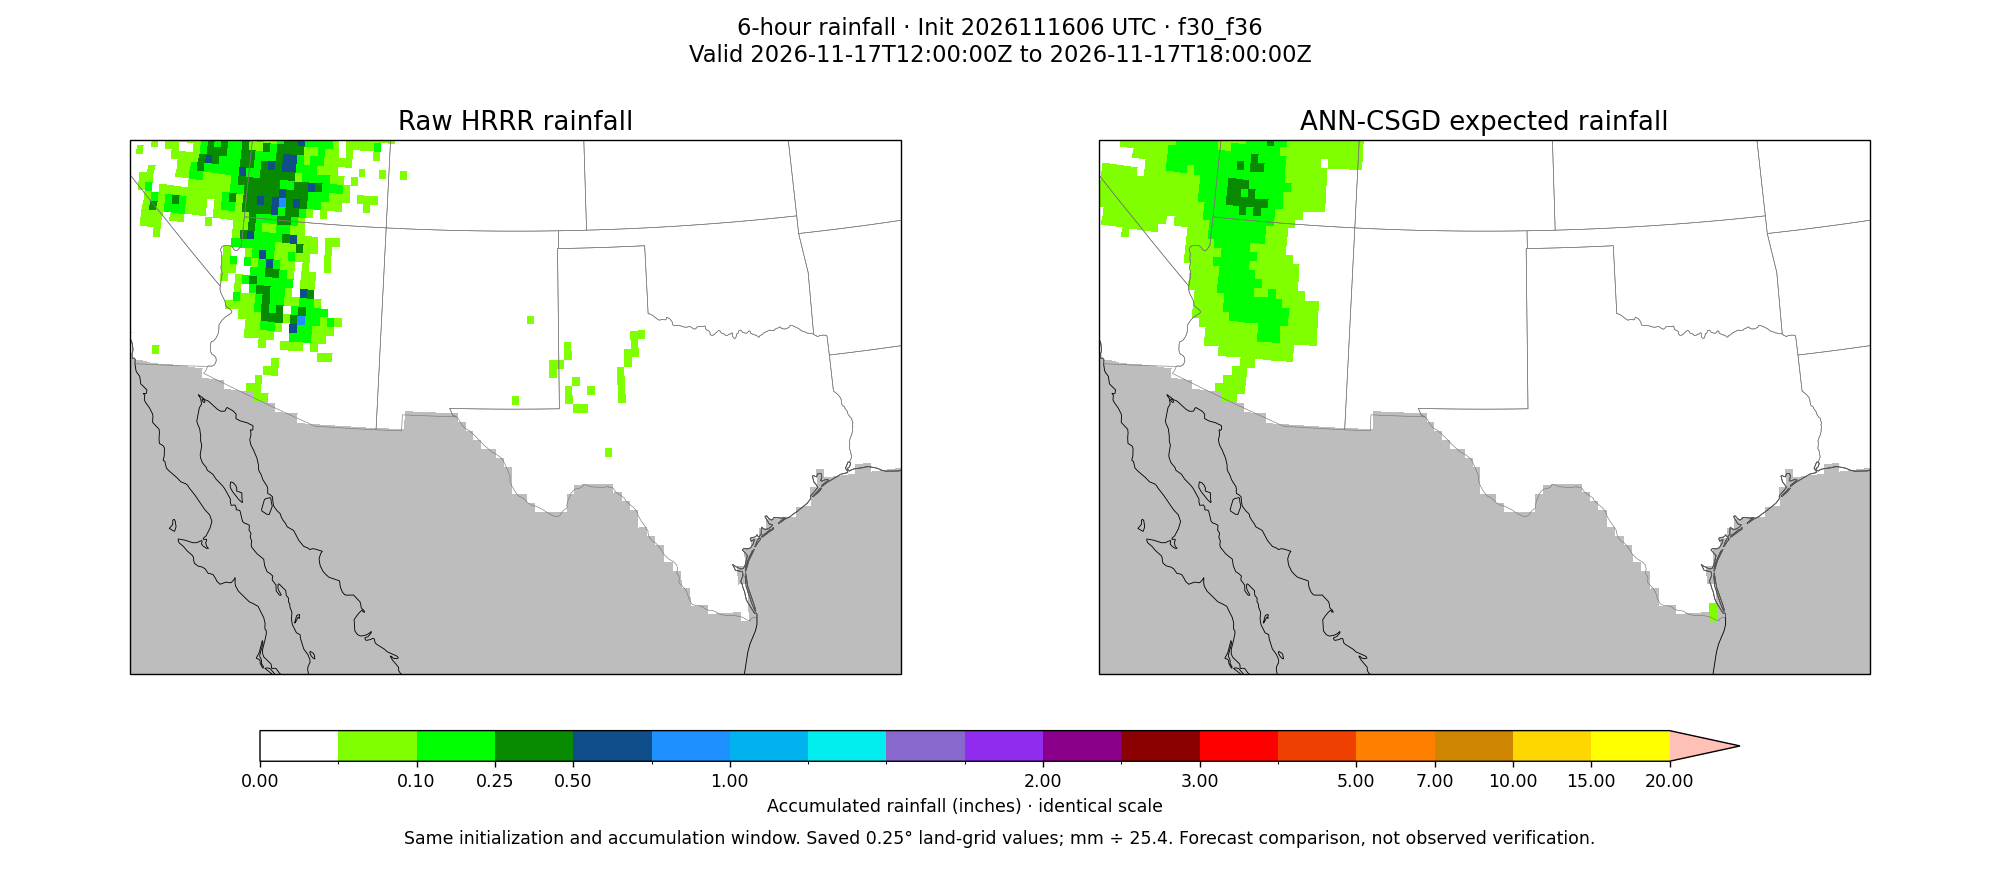 6-hour rainfall · Init 2026111606 UTC · f30_f36
Valid 2026-11-17T12:00:00Z to 2026-11-17T18:00:00Z
Raw HRRR rainfall
ANN-CSGD expected rainfall
0.00 0.10 0.25 0.50 1.00 2.00 3.00 5.00 7.00 10.00 15.00 20.00
Accumulated rainfall (inches) · identical scale
Same initialization and accumulation window. Saved 0.25° land-grid values; mm ÷ 25.4. Forecast comparison, not observed verification.